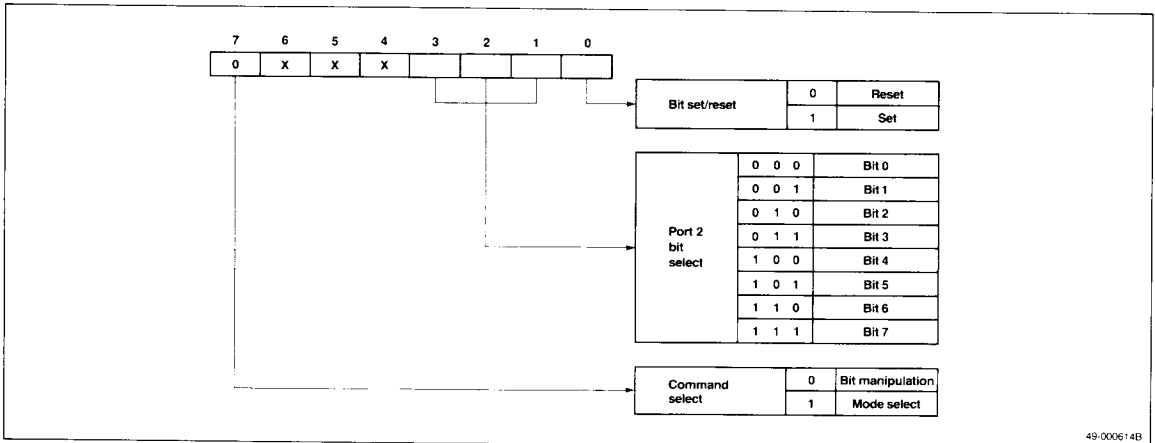 7 6 5 4 3 2 1 0
0 X X X
Bit set/reset
0 Reset
1 Set
Port 2
bit
select
0 0 0 Bit 0
0 0 1 Bit 1
0 1 0 Bit 2
0 1 1 Bit 3
1 0 0 Bit 4
1 0 1 Bit 5
1 1 0 Bit 6
1 1 1 Bit 7
Command
select
0 Bit manipulation
1 Mode select
49-000614B